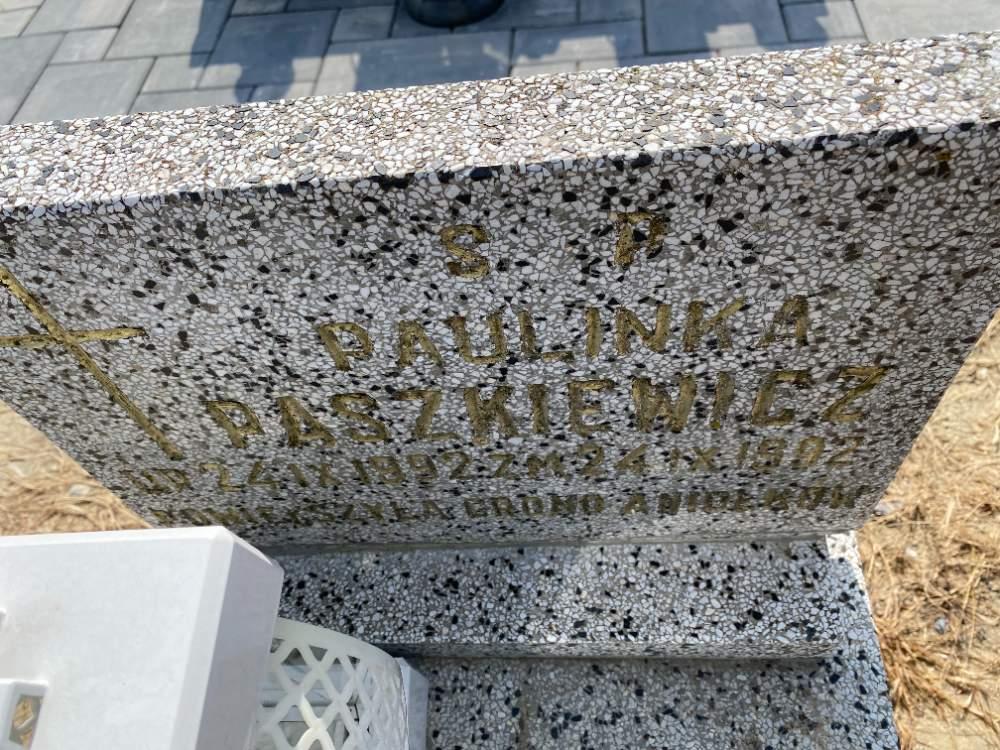 S P
PAULINKA
PASZKIEWICZ
UR 24 IX 1992 ZM 24 IX 1992
POWIĘKSZYŁA GRONO ANIOŁKÓW